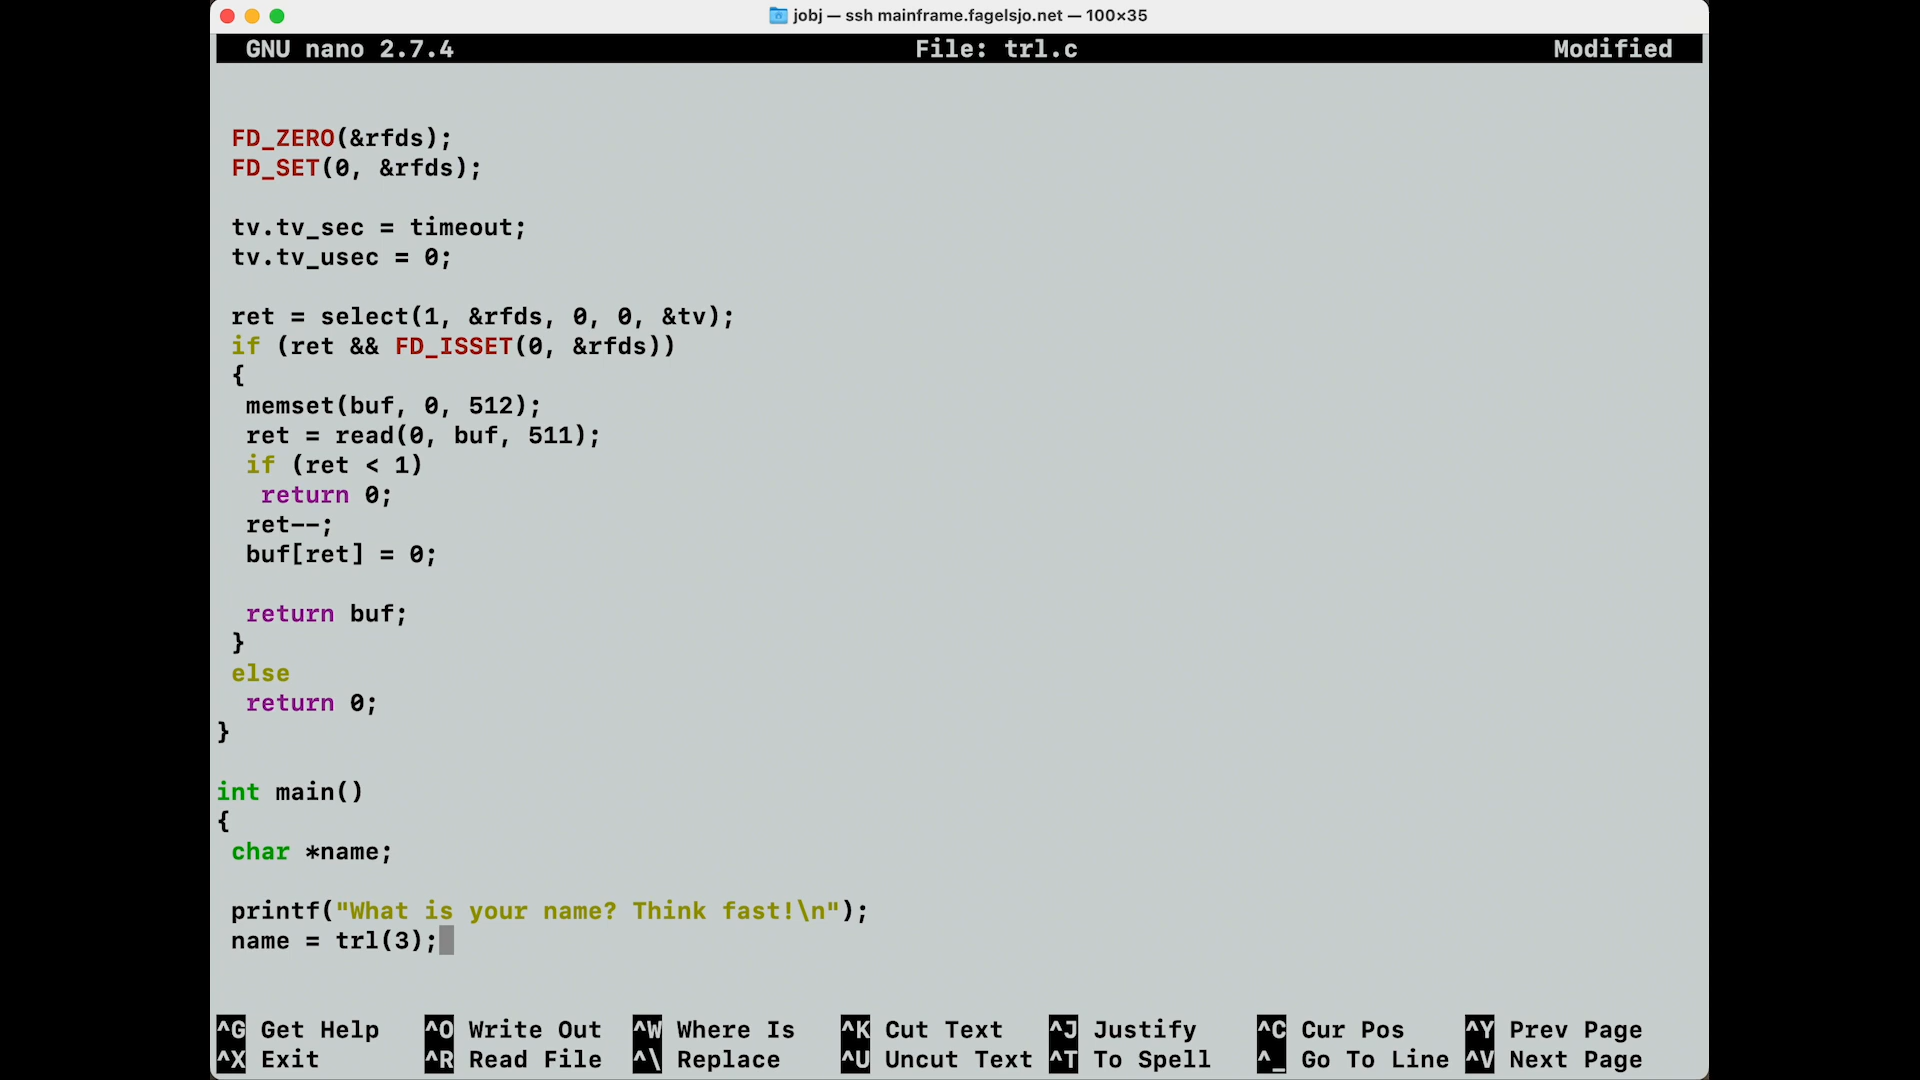 jobj — ssh mainframe.fagelsjo.net — 100×35
GNU nano 2.7.4 File: trl.c Modified
FD_ZERO(&rfds);
FD_SET(0, &rfds);
tv.tv_sec = timeout;
tv.tv_usec = 0;
ret = select(1, &rfds, 0, 0, &tv);
if (ret && FD_ISSET(0, &rfds))
{
memset(buf, 0, 512);
ret = read(0, buf, 511);
if (ret < 1)
return 0;
ret--;
buf[ret] = 0;
return buf;
}
else
return 0;
}
int main()
{
char *name;
printf("What is your name? Think fast!\n");
name = trl(3);
^G Get Help ^O Write Out ^W Where Is ^K Cut Text ^J Justify ^C Cur Pos ^Y Prev Page
^X Exit ^R Read File ^\ Replace ^U Uncut Text ^T To Spell ^_ Go To Line ^V Next Page